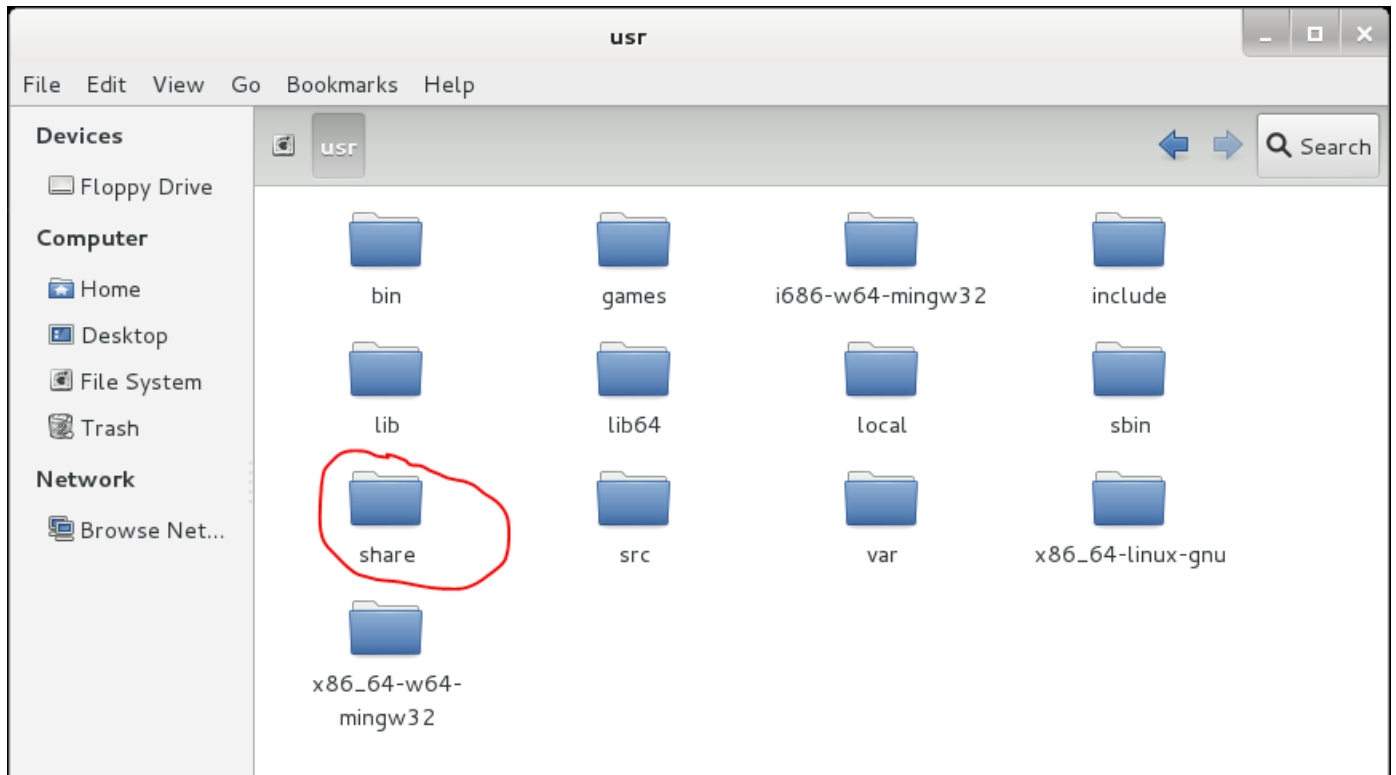 usr
File Edit View Go Bookmarks Help
Devices
Floppy Drive
Computer
Home
Desktop
File System
Trash
Network
Browse Net...
usr
Search
bin games i686-w64-mingw32 include
lib lib64 local sbin
share src var x86_64-linux-gnu
x86_64-w64-
mingw32